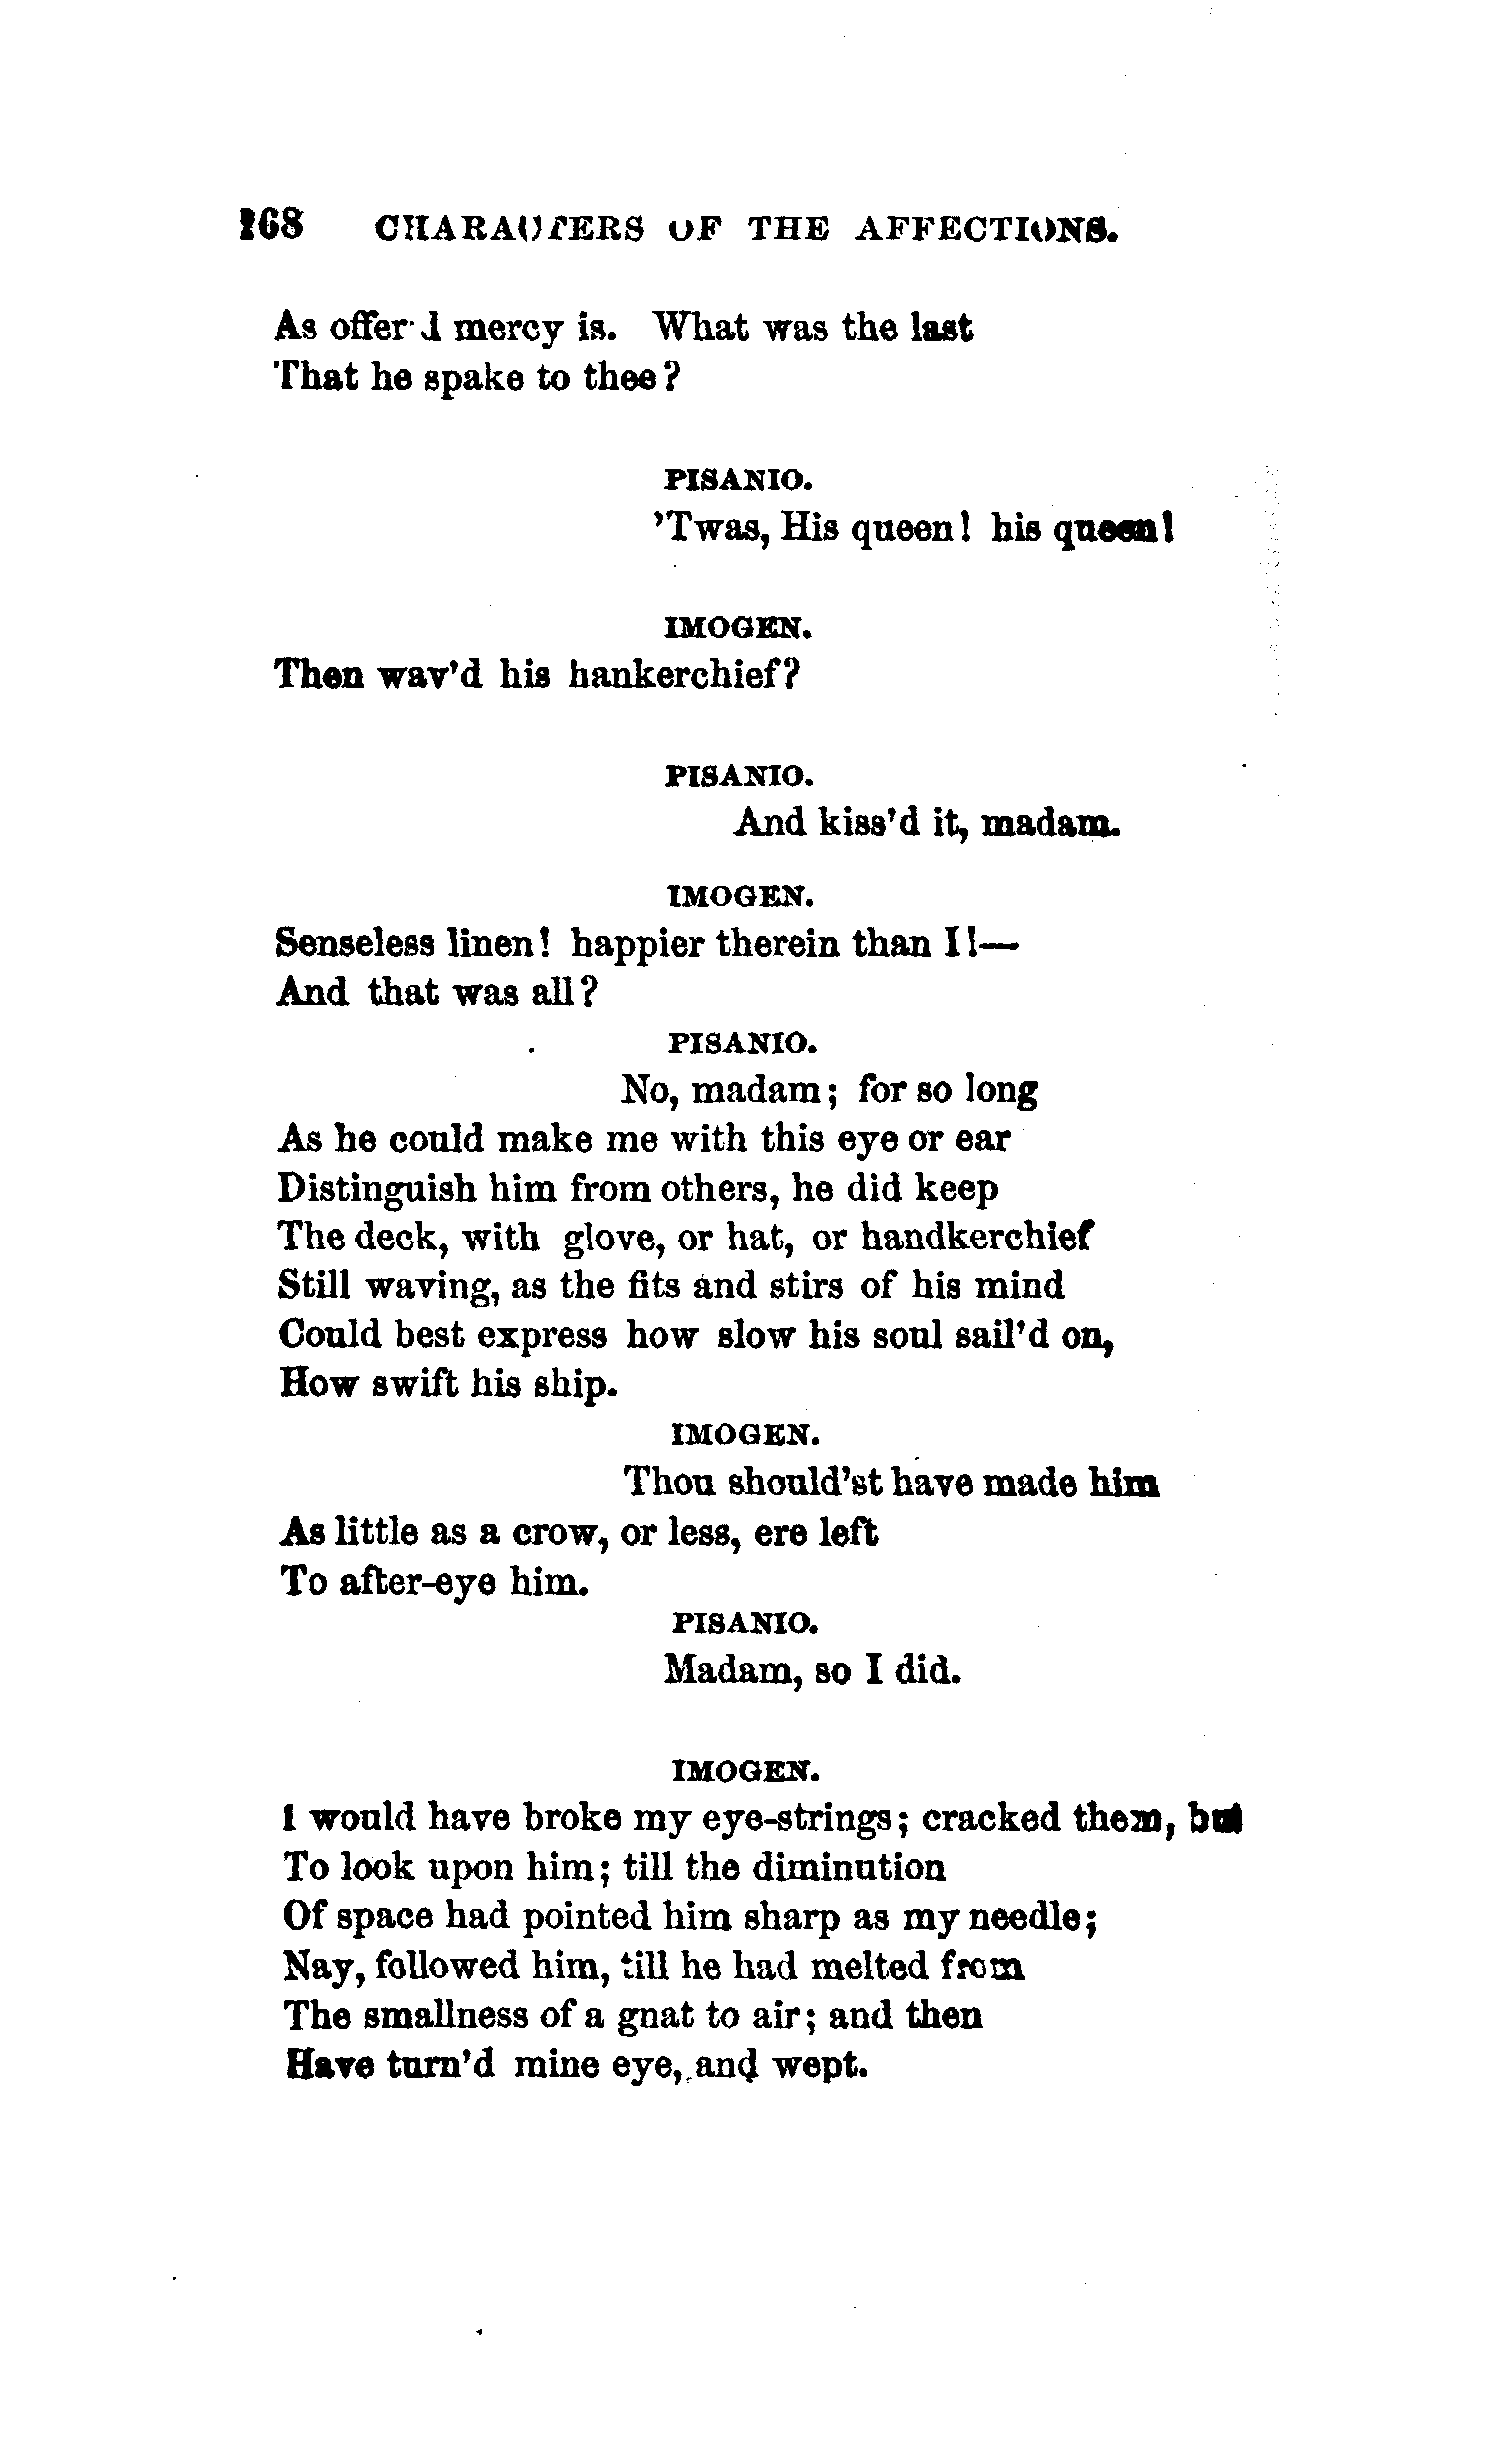 268 CHARACTERS OF THE AFFECTIONS.
As offer'd mercy is. What was the last
That he spake to thee?
PISANIO.
'Twas, His queen! his queen!
IMOGEN.
Then wav'd his hankerchief?
PISANIO.
And kiss'd it, madam.
IMOGEN.
Senseless linen! happier therein than I!—
And that was all?
PISANIO.
No, madam; for so long
As he could make me with this eye or ear
Distinguish him from others, he did keep
The deck, with glove, or hat, or handkerchief
Still waving, as the fits and stirs of his mind
Could best express how slow his soul sail'd on,
How swift his ship.
IMOGEN.
Thou should'st have made him
As little as a crow, or less, ere left
To after-eye him.
PISANIO.
Madam, so I did.
IMOGEN.
I would have broke my eye-strings; cracked them, but
To look upon him; till the diminution
Of space had pointed him sharp as my needle;
Nay, followed him, till he had melted from
The smallness of a gnat to air; and then
Have turn'd mine eye, and wept.